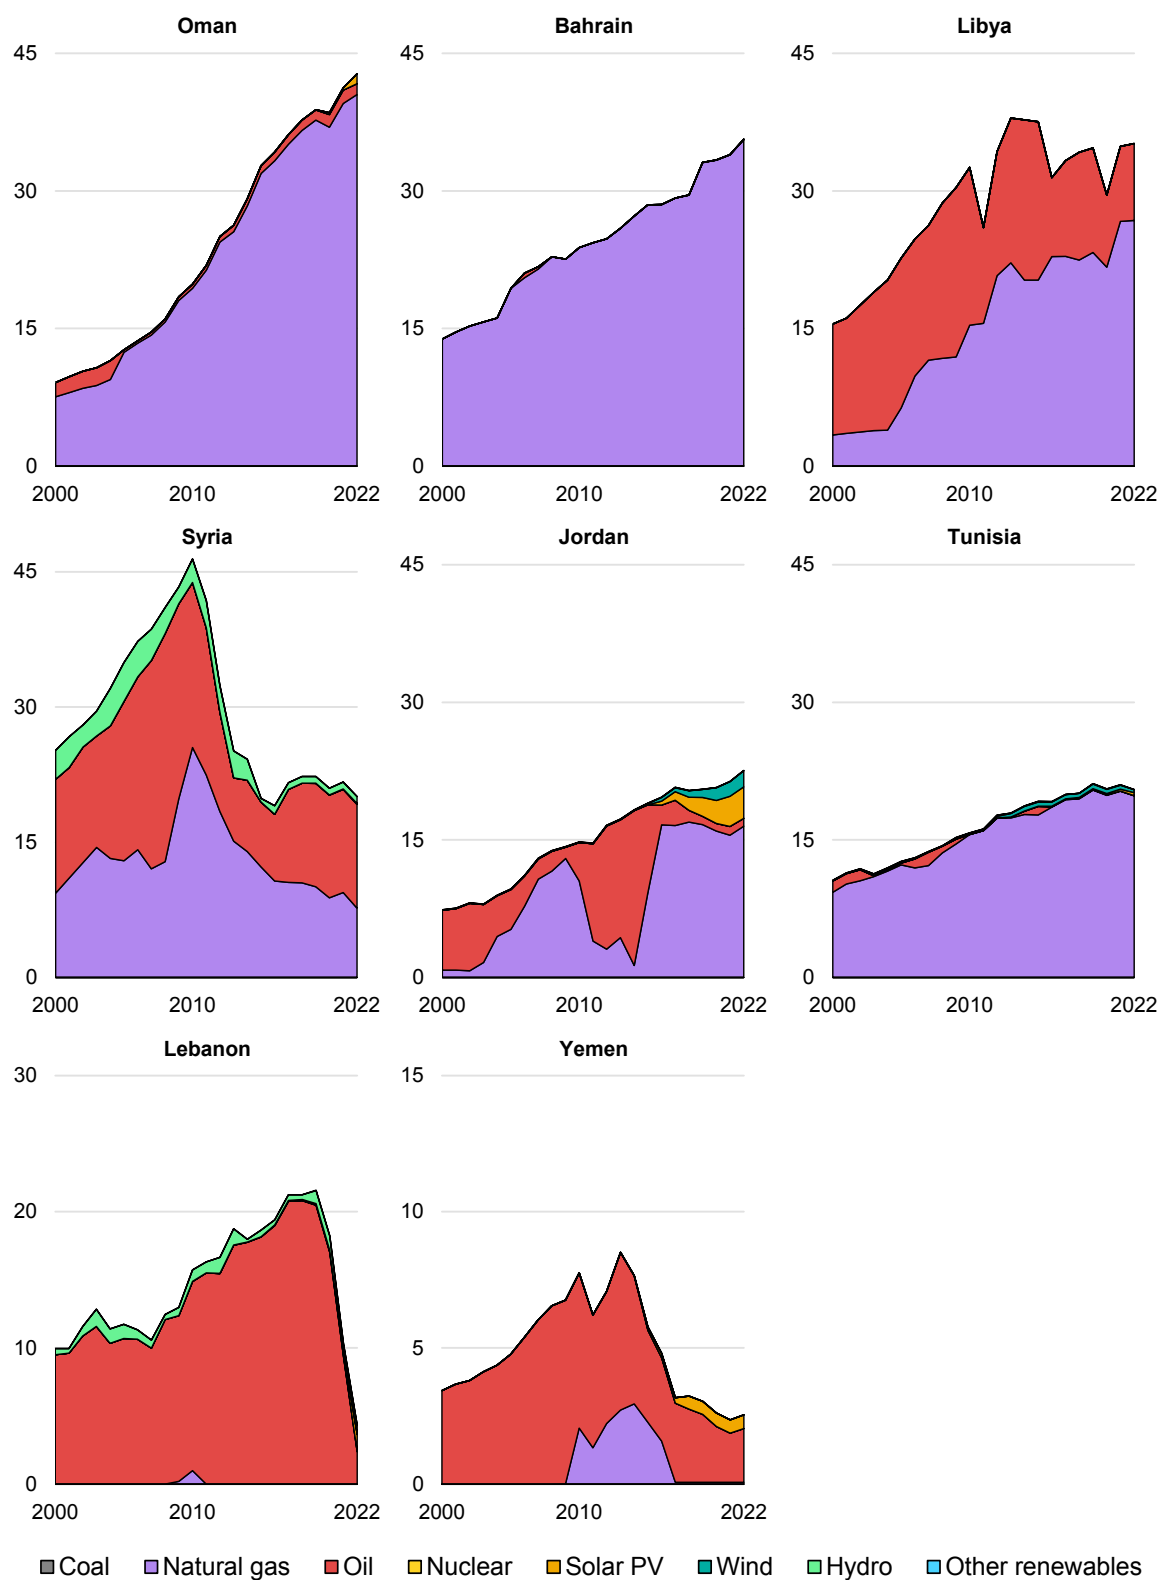 Oman Bahrain Libya
45 45 45
30 30 30
15 15 15
0 0 0
2000 2010 2022 2000 2010 2022 2000 2010 2022
Syria Jordan Tunisia
45 45 45
30 30 30
15 15 15
0 0 0
2000 2010 2022 2000 2010 2022 2000 2010 2022
Lebanon Yemen
30 15
20 10
10 5
0 0
2000 2010 2022 2000 2010 2022
Coal Natural gas Oil Nuclear Solar PV Wind Hydro Other renewables